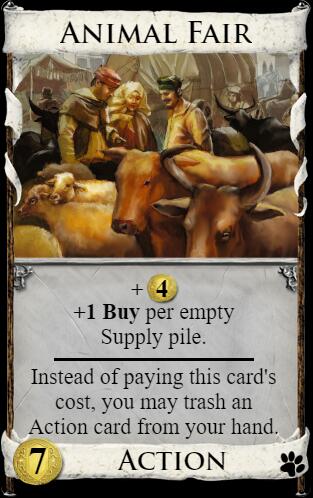 ANIMAL FAIR
+ 4
+1 Buy per empty
Supply pile.
Instead of paying this card's
cost, you may trash an
Action card from your hand.
7 ACTION